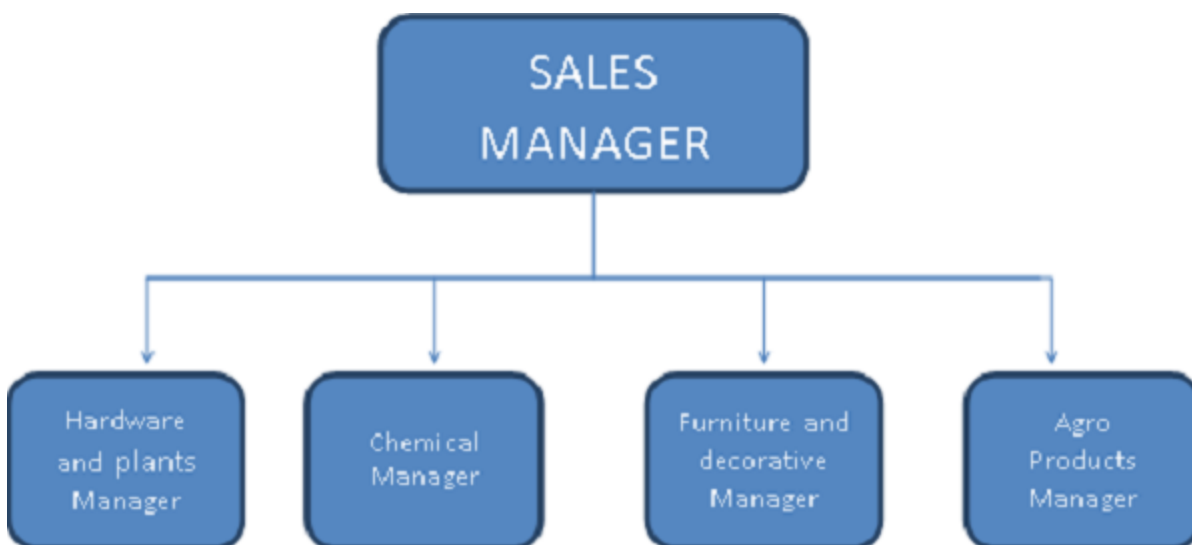 SALES
MANAGER
Hardware
and plants
Manager
Chemical
Manager
Furniture and
decorative
Manager
Agro
Products
Manager